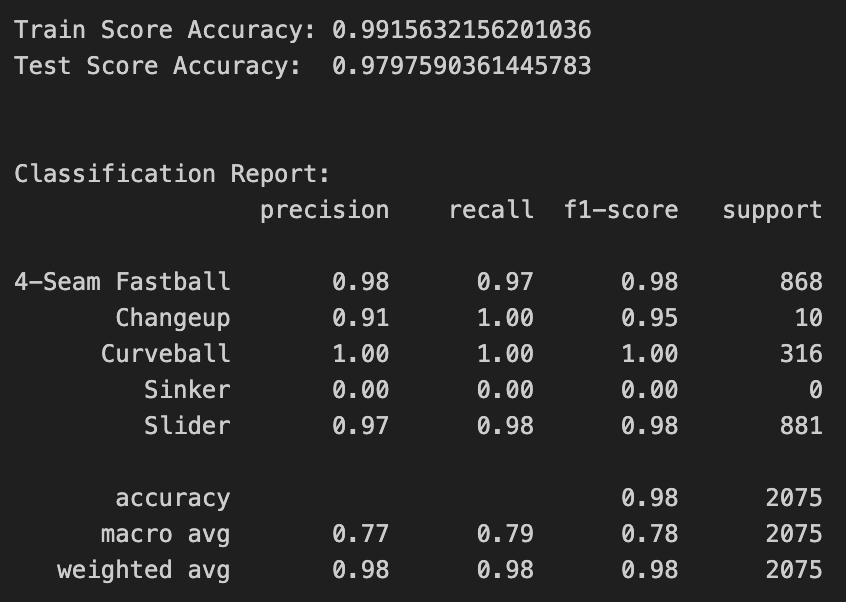 Train Score Accuracy: 0.9915632156201036
Test Score Accuracy: 0.9797590361445783
Classification Report:
precision recall f1-score support
4-Seam Fastball 0.98 0.97 0.98 868
Changeup 0.91 1.00 0.95 10
Curveball 1.00 1.00 1.00 316
Sinker 0.00 0.00 0.00 0
Slider 0.97 0.98 0.98 881
accuracy 0.98 2075
macro avg 0.77 0.79 0.78 2075
weighted avg 0.98 0.98 0.98 2075